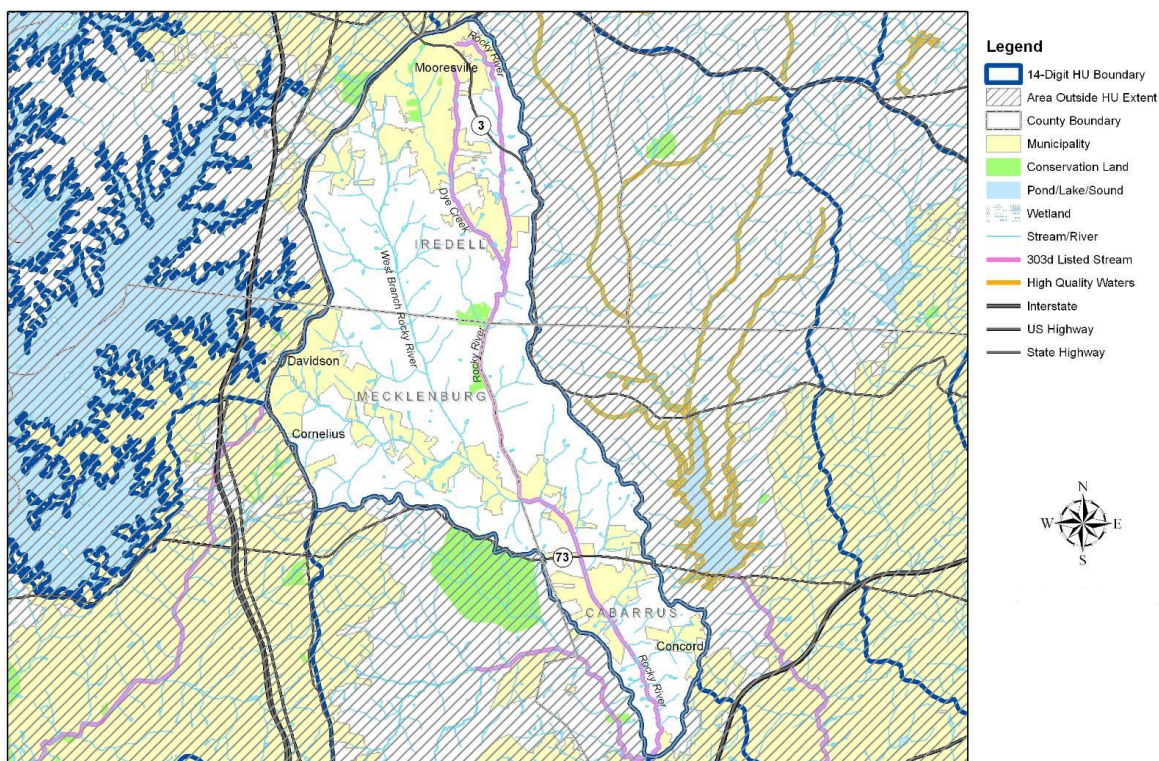 Rocky River
Mooresville
3
Dye Creek
IREDELL
West Branch Rocky River
Rocky River
Davidson
MECKLENBURG
Cornelius
73
CABARRUS
Concord
Rocky River
Legend
14-Digit HU Boundary
Area Outside HU Extent
County Boundary
Municipality
Conservation Land
Pond/Lake/Sound
Wetland
Stream/River
303d Listed Stream
High Quality Waters
Interstate
US Highway
State Highway
N
W E
S